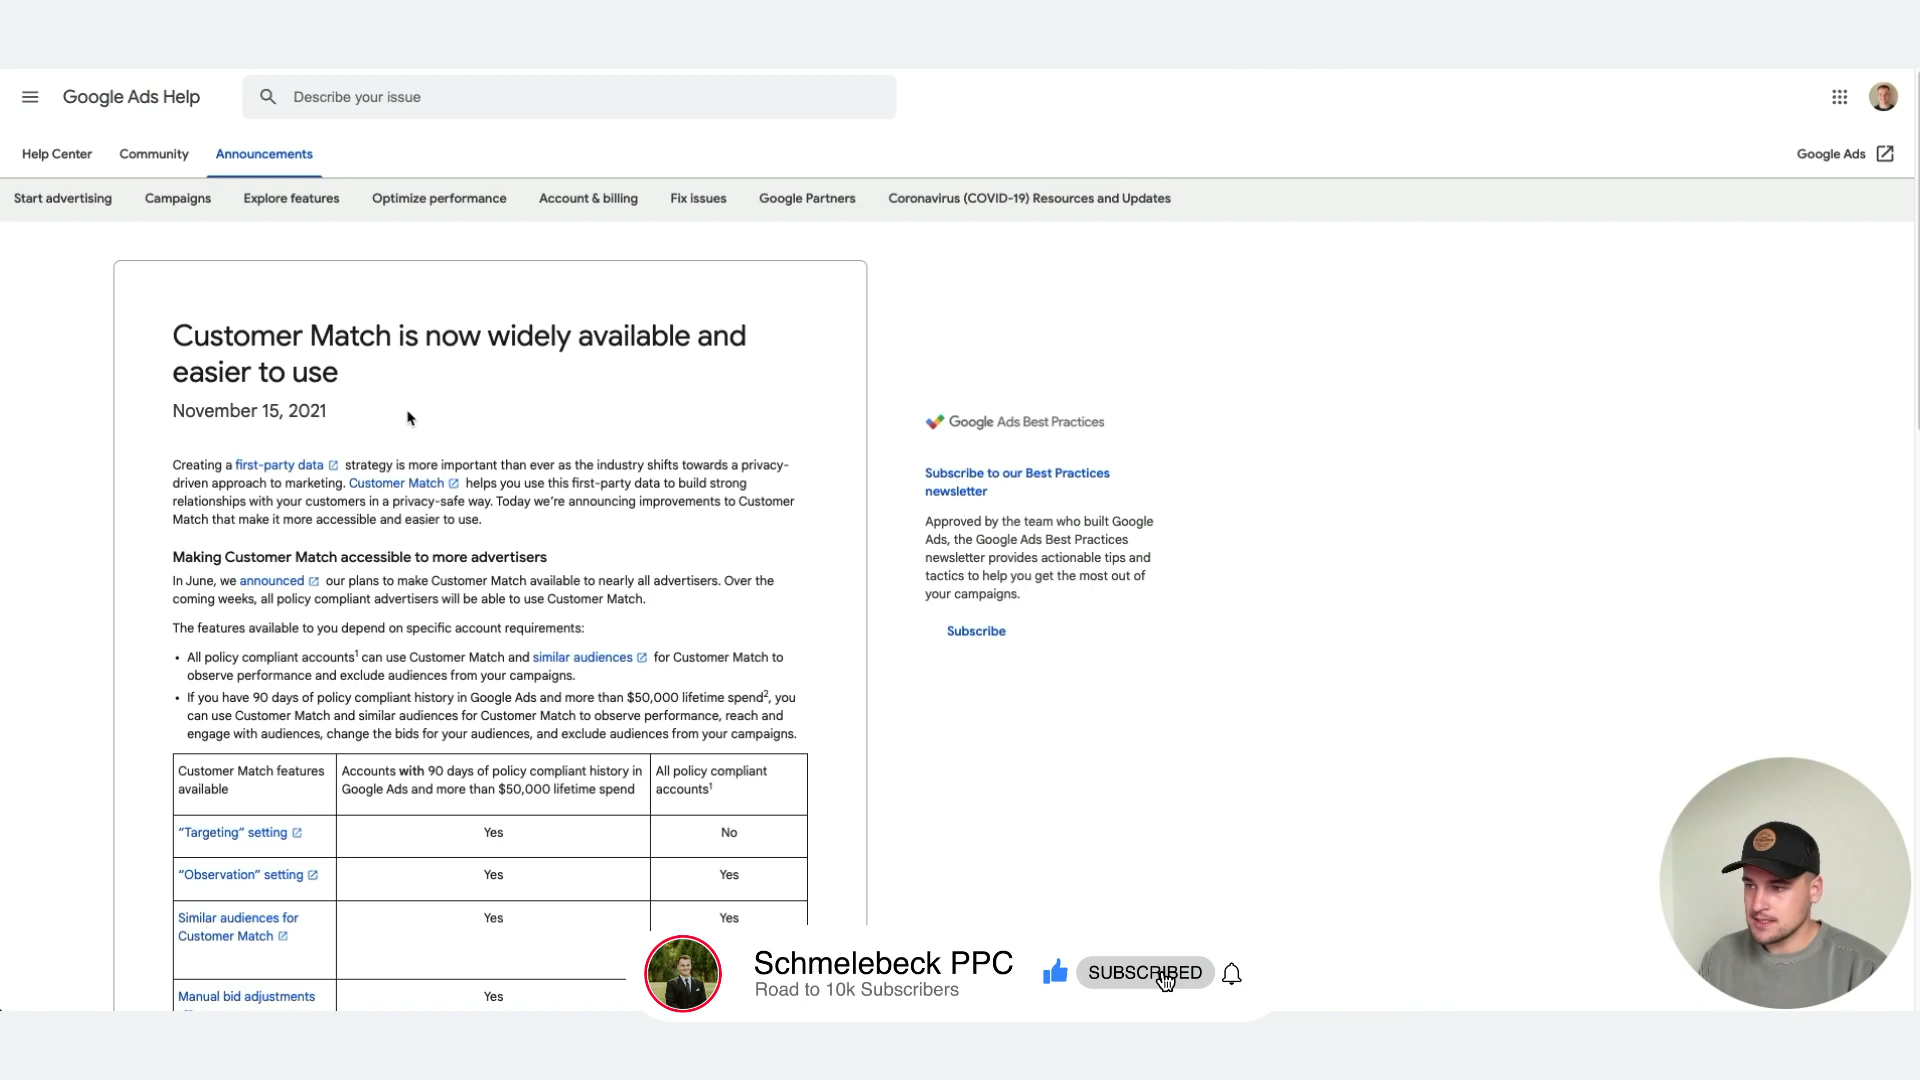 Google Ads Help
Describe your issue
Help Center Community Announcements
Google Ads
Start advertising Campaigns Explore features Optimize performance Account & billing Fix issues Google Partners Coronavirus (COVID-19) Resources and Updates
Customer Match is now widely available and
easier to use
November 15, 2021
Creating a first-party data strategy is more important than ever as the industry shifts towards a privacy-
driven approach to marketing. Customer Match helps you use this first-party data to build strong
relationships with your customers in a privacy-safe way. Today we're announcing improvements to Customer
Match that make it more accessible and easier to use.
Making Customer Match accessible to more advertisers
In June, we announced our plans to make Customer Match available to nearly all advertisers. Over the
coming weeks, all policy compliant advertisers will be able to use Customer Match.
The features available to you depend on specific account requirements:
• All policy compliant accounts¹ can use Customer Match and similar audiences for Customer Match to
observe performance and exclude audiences from your campaigns.
• If you have 90 days of policy compliant history in Google Ads and more than $50,000 lifetime spend², you
can use Customer Match and similar audiences for Customer Match to observe performance, reach and
engage with audiences, change the bids for your audiences, and exclude audiences from your campaigns.
Customer Match features
available
Accounts with 90 days of policy compliant history in
Google Ads and more than $50,000 lifetime spend
All policy compliant
accounts¹
"Targeting" setting Yes No
"Observation" setting Yes Yes
Similar audiences for
Customer Match
Yes Yes
Manual bid adjustments Yes
Google Ads Best Practices
Subscribe to our Best Practices
newsletter
Approved by the team who built Google
Ads, the Google Ads Best Practices
newsletter provides actionable tips and
tactics to help you get the most out of
your campaigns.
Subscribe
Schmelebeck PPC
Road to 10k Subscribers
SUBSCRIBED